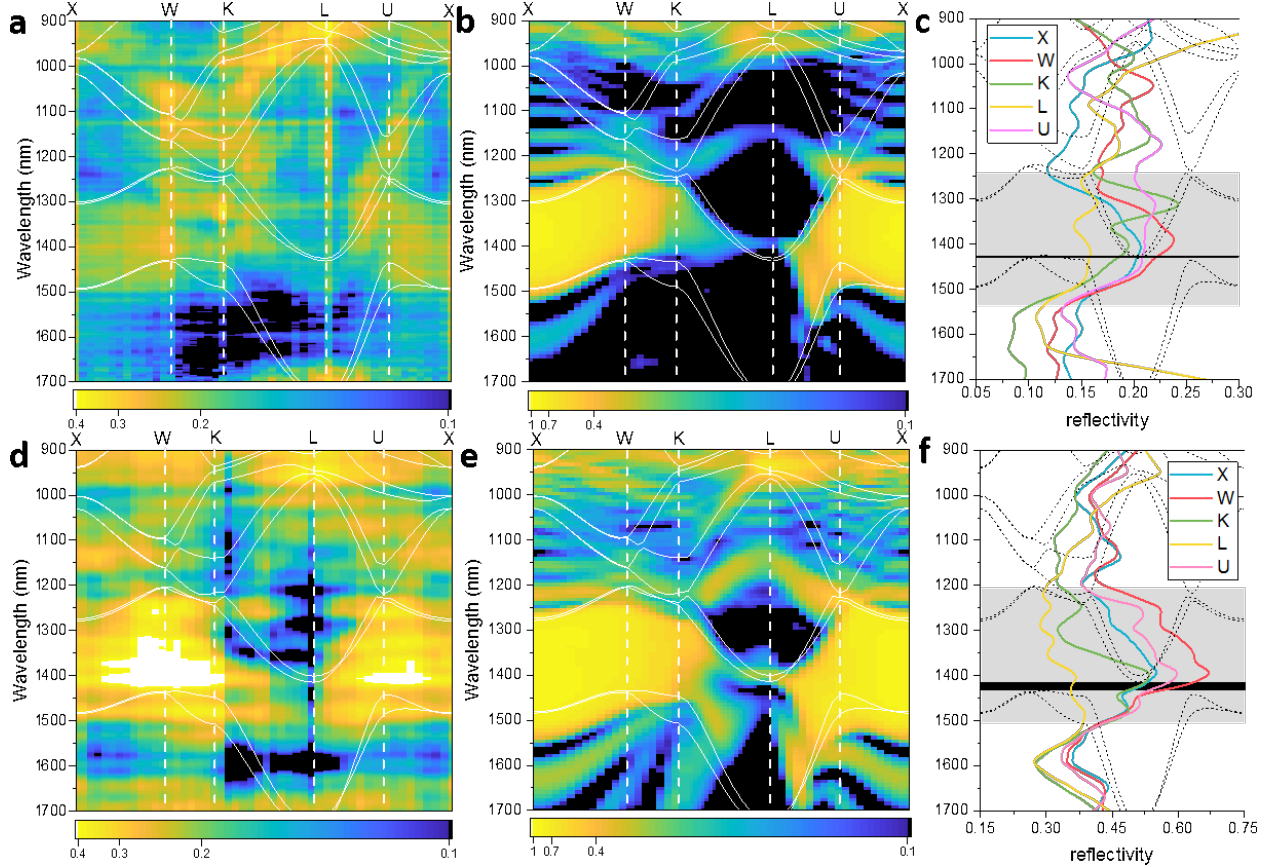 a
X W K L U X
900
1000
1100
1200
1300
1400
1500
1600
1700
Wavelength (nm)
0.4 0.3 0.2 0.1
b
X W K L U X
900
1000
1100
1200
1300
1400
1500
1600
1700
Wavelength (nm)
1 0.7 0.4 0.1
c
900
1000
1100
1200
1300
1400
1500
1600
1700
X
W
K
L
U
0.05 0.10 0.15 0.20 0.25 0.30
reflectivity
d
X W K L U X
900
1000
1100
1200
1300
1400
1500
1600
1700
Wavelength (nm)
0.4 0.3 0.2 0.1
e
X W K L U X
900
1000
1100
1200
1300
1400
1500
1600
1700
Wavelength (nm)
1 0.7 0.4 0.1
f
900
1000
1100
1200
1300
1400
1500
1600
1700
X
W
K
L
U
0.15 0.30 0.45 0.60 0.75
reflectivity